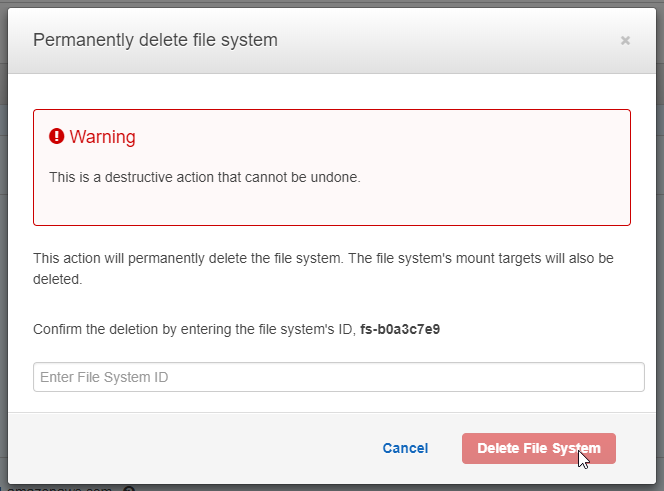 Permanently delete file system
×
Warning
This is a destructive action that cannot be undone.
This action will permanently delete the file system. The file system's mount targets will also be
deleted.
Confirm the deletion by entering the file system's ID, fs-b0a3c7e9
Enter File System ID
Cancel
Delete File System